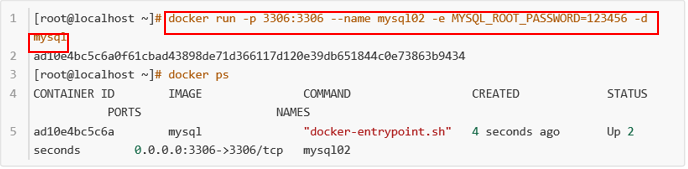 1 [root@localhost ~]# docker run -p 3306:3306 --name mysql02 -e MYSQL_ROOT_PASSWORD=123456 -d
mysql
2 ad10e4bc5c6a0f61cbad43898de71d366117d120e39db651844c0e73863b9434
3 [root@localhost ~]# docker ps
4 CONTAINER ID IMAGE COMMAND CREATED STATUS
PORTS NAMES
5 ad10e4bc5c6a mysql "docker-entrypoint.sh" 4 seconds ago Up 2
seconds 0.0.0.0:3306->3306/tcp mysql02